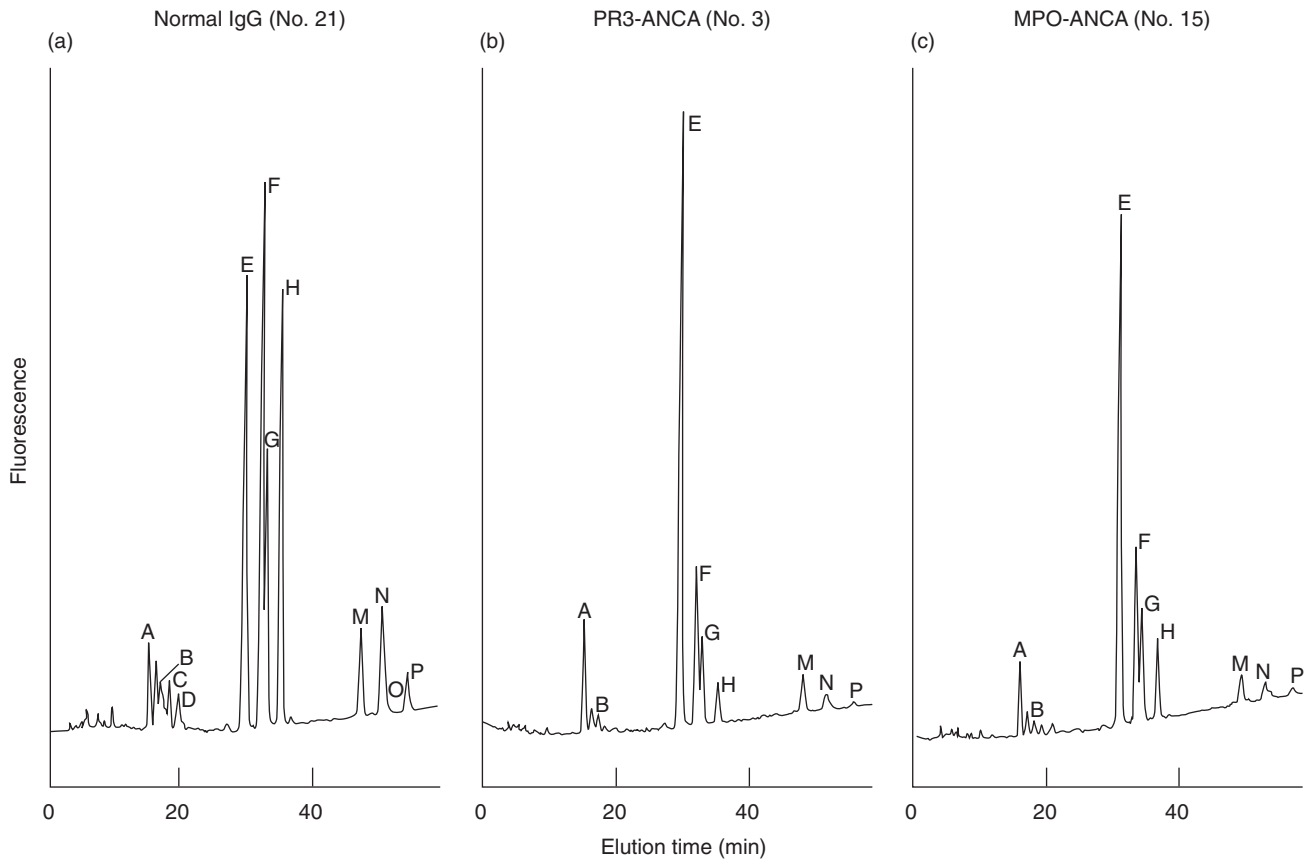 Normal IgG (No. 21)
PR3-ANCA (No. 3)
MPO-ANCA (No. 15)
(a)
(b)
(c)
Fluorescence
A
B
C
D
E
F
G
H
M
N
O
P
0
20
40
A
B
E
F
G
H
M
N
P
0
20
40
A
B
E
F
G
H
M
N
P
0
20
40
Elution time (min)